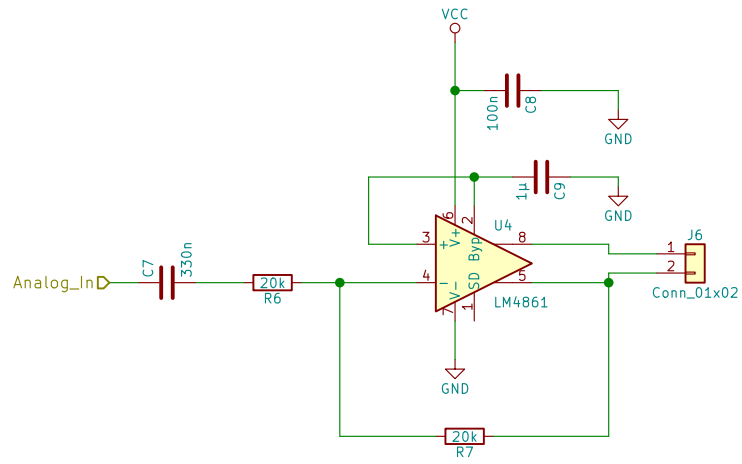 VCC
100n
C8
GND
1µ
C9
GND
6
2
U4
J6
3
+
V+
Byp
8
1
C7
330n
Analog_In
20k
R6
4
-
V-
SD
5
2
7
1
LM4861
Conn_01x02
GND
20k
R7